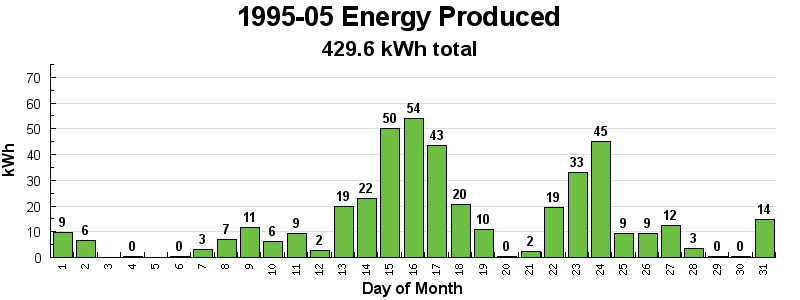 1995-05 Energy Produced
429.6 kWh total
kWh
70
60
50
40
30
20
10
0
9 6 0 0 3 7 11 6 9 2 19 22 50 54 43 20 10 0 2 19 33 45 9 9 12 3 0 0 14
1 2 3 4 5 6 7 8 9 10 11 12 13 14 15 16 17 18 19 20 21 22 23 24 25 26 27 28 29 30 31
Day of Month